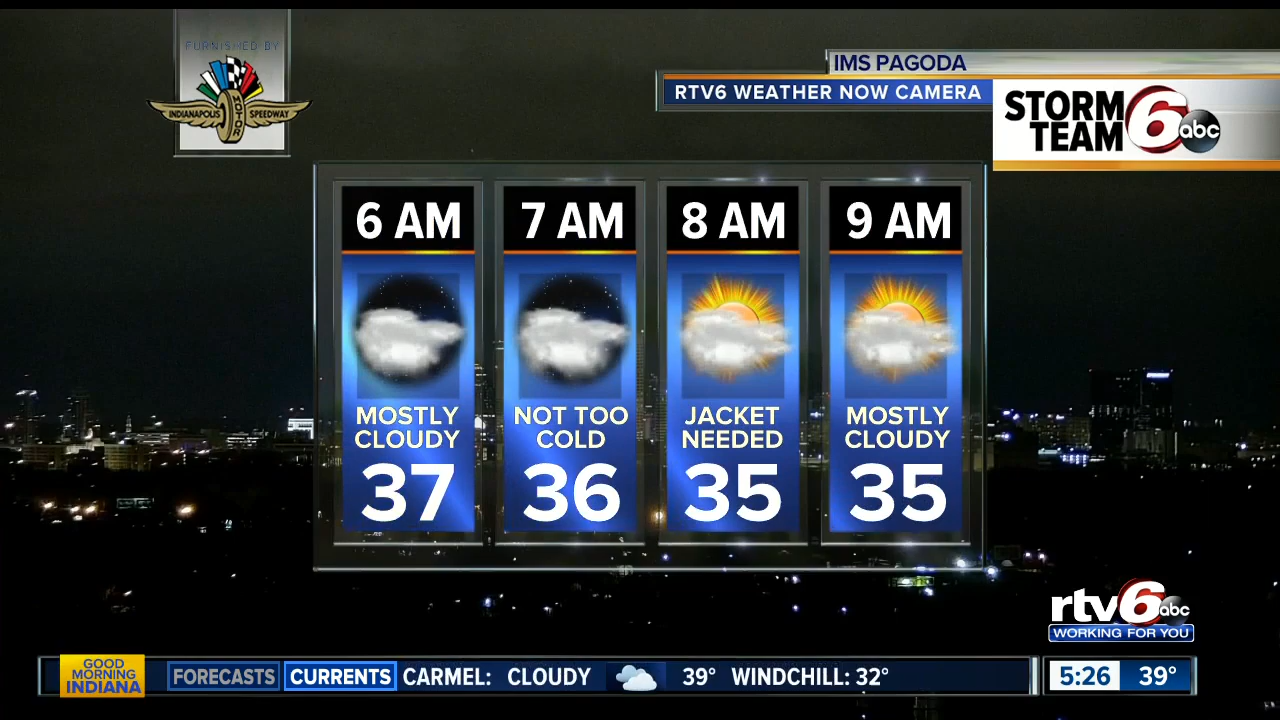 FURNISHED BY
INDIANAPOLIS MOTOR SPEEDWAY
IMS PAGODA
RTV6 WEATHER NOW CAMERA
STORM
TEAM 6 abc
6 AM
MOSTLY
CLOUDY
37
7 AM
NOT TOO
COLD
36
8 AM
JACKET
NEEDED
35
9 AM
MOSTLY
CLOUDY
35
rtv6 abc
WORKING FOR YOU
GOOD
MORNING
INDIANA
FORECASTS CURRENTS CARMEL: CLOUDY 39° WINDCHILL: 32°
5:26 39°